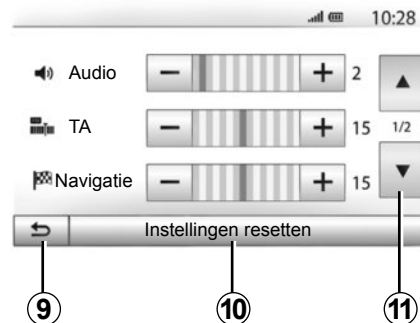 10:28
Audio − + 2 ▲
TA 15 1/2
Navigatie − + 15 ▼
Instellingen resetten
9 10 11